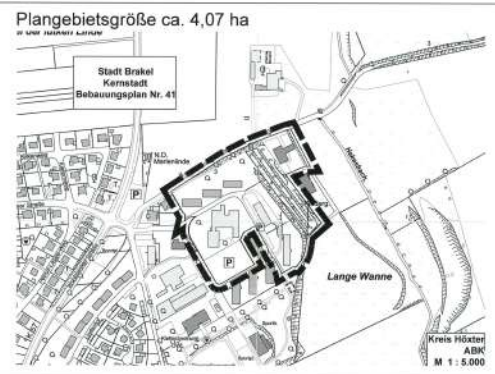 Plangebietsgröße ca. 4,07 ha
Stadt Brakel
Kernstadt
Bebauungsplan Nr. 41
N.D.
Marienlinde
P
P
Lange Wanne
Kreis Höxter
ABK
M 1 : 5.000